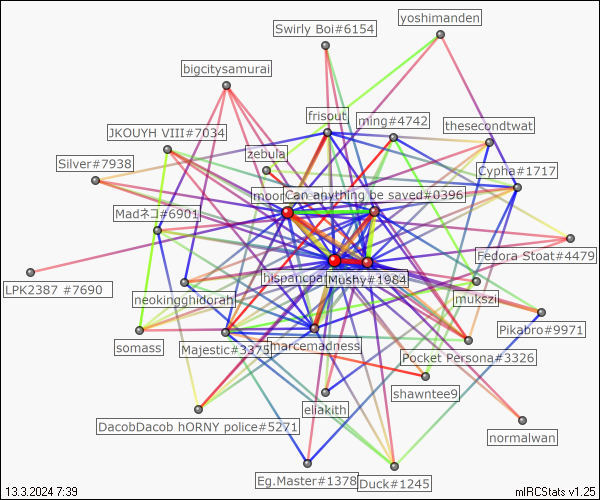 yoshimanden
Swirly Boi#6154
bigcitysamurai
frisout
ming#4742
thesecondtwat
JKOUYH VIII#7034
zebula
Silver#7938
Cypha#1717
moon
Can anything be saved#0396
Madネコ#6901
Fedora Stoat#4479
hispancpa
Mushy#1984
LPK2387 #7690
neokingghidorah
mukszi
Pikabro#9971
somass
Majestic#3375
marcemadness
Pocket Persona#3326
shawntee9
eliakith
DacobDacob hORNY police#5271
normalwan
Eg.Master#1378
Duck#1245
13.3.2024 7:39
mIRCStats v1.25